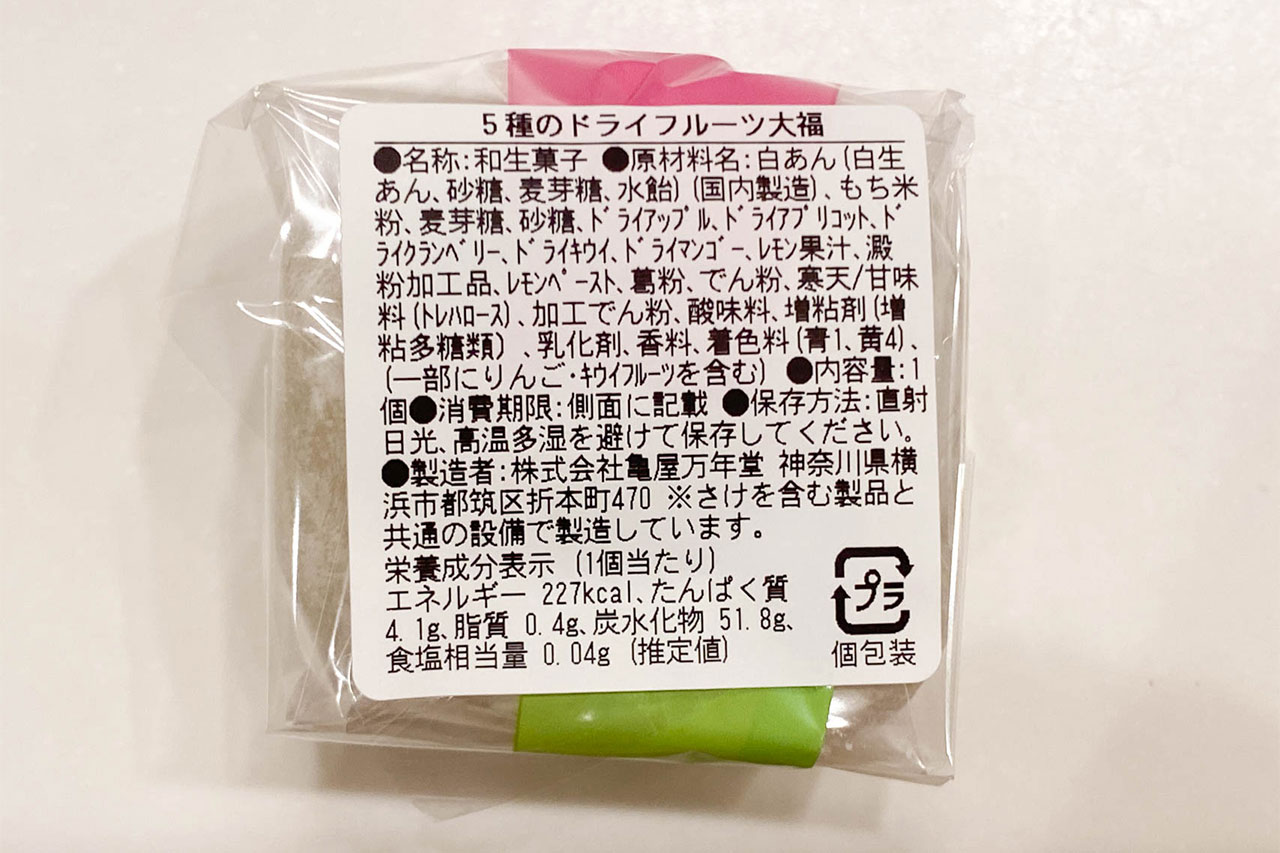 5種のドライフルーツ大福
●名称:和生菓子 ●原材料名:白あん(白生
あん、砂糖、麦芽糖、水飴)(国内製造)、もち米
粉、麦芽糖、砂糖、ﾄﾞﾗｲｱｯﾌﾟﾙ、ﾄﾞﾗｲｱﾌﾟﾘｺｯﾄ、ﾄﾞ
ﾗｲｸﾗﾝﾍﾞﾘｰ、ﾄﾞﾗｲｷｳｲ、ﾄﾞﾗｲﾏﾝｺﾞｰ、ﾚﾓﾝ果汁、澱
粉加工品、ﾚﾓﾝﾍﾟｰｽﾄ、葛粉、でん粉、寒天/甘味
料(ﾄﾚﾊﾛｰｽ)、加工でん粉、酸味料、増粘剤(増
粘多糖類)、乳化剤、香料、着色料(青1、黄4)、
(一部にりんご・ｷｳｲﾌﾙｰﾂを含む) ●内容量:1
個●消費期限:側面に記載 ●保存方法:直射
日光、高温多湿を避けて保存してください。
●製造者:株式会社亀屋万年堂 神奈川県横
浜市都筑区折本町470 ※さけを含む製品と
共通の設備で製造しています。
栄養成分表示 (1個当たり)
エネルギー 227kcal、たんぱく質
4.1g、脂質 0.4g、炭水化物 51.8g、
食塩相当量 0.04g (推定値)
プラ
個包装